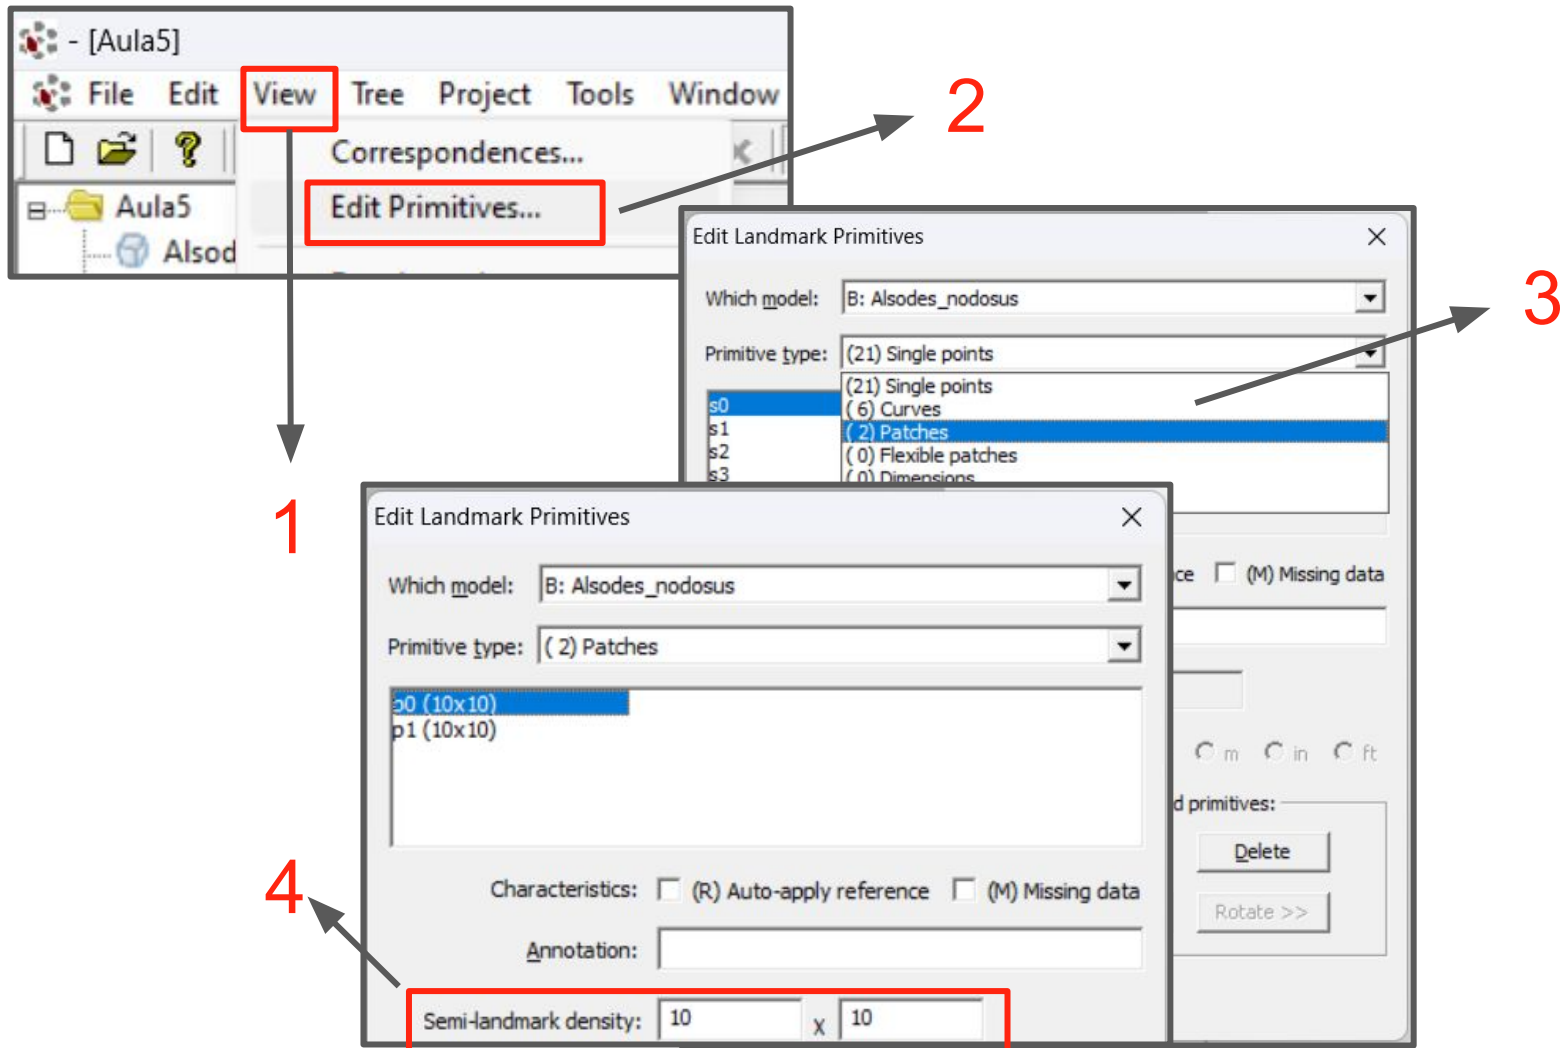 - [Aula5]
File Edit View Tree Project Tools Window
Correspondences...
Edit Primitives...
Aula5
Alsod
1
2
Edit Landmark Primitives
Which model: B: Alsodes_nodosus
Primitive type: (21) Single points
(21) Single points
( 6) Curves
( 2) Patches
( 0) Flexible patches
( 0) Dimensions
s0
s1
s2
s3
3
ce (M) Missing data
m in ft
d primitives:
Delete
Rotate >>
Edit Landmark Primitives
Which model: B: Alsodes_nodosus
Primitive type: ( 2) Patches
p0 (10x10)
p1 (10x10)
Characteristics: (R) Auto-apply reference (M) Missing data
Annotation:
4
Semi-landmark density: 10 x 10